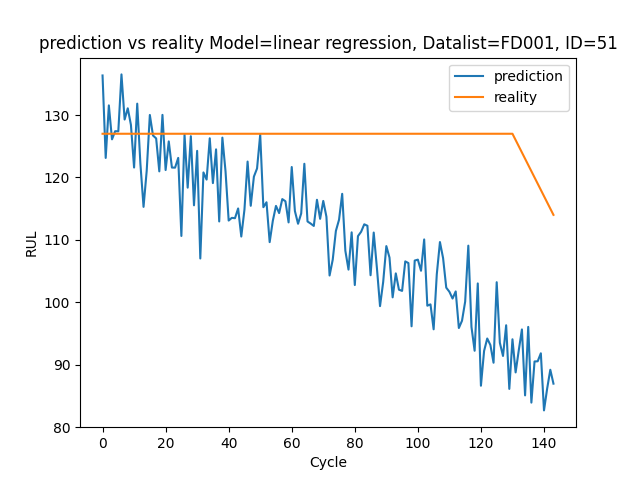 prediction vs reality Model=linear regression, Datalist=FD001, ID=51
prediction
reality
RUL
130
120
110
100
90
80
0 20 40 60 80 100 120 140
Cycle